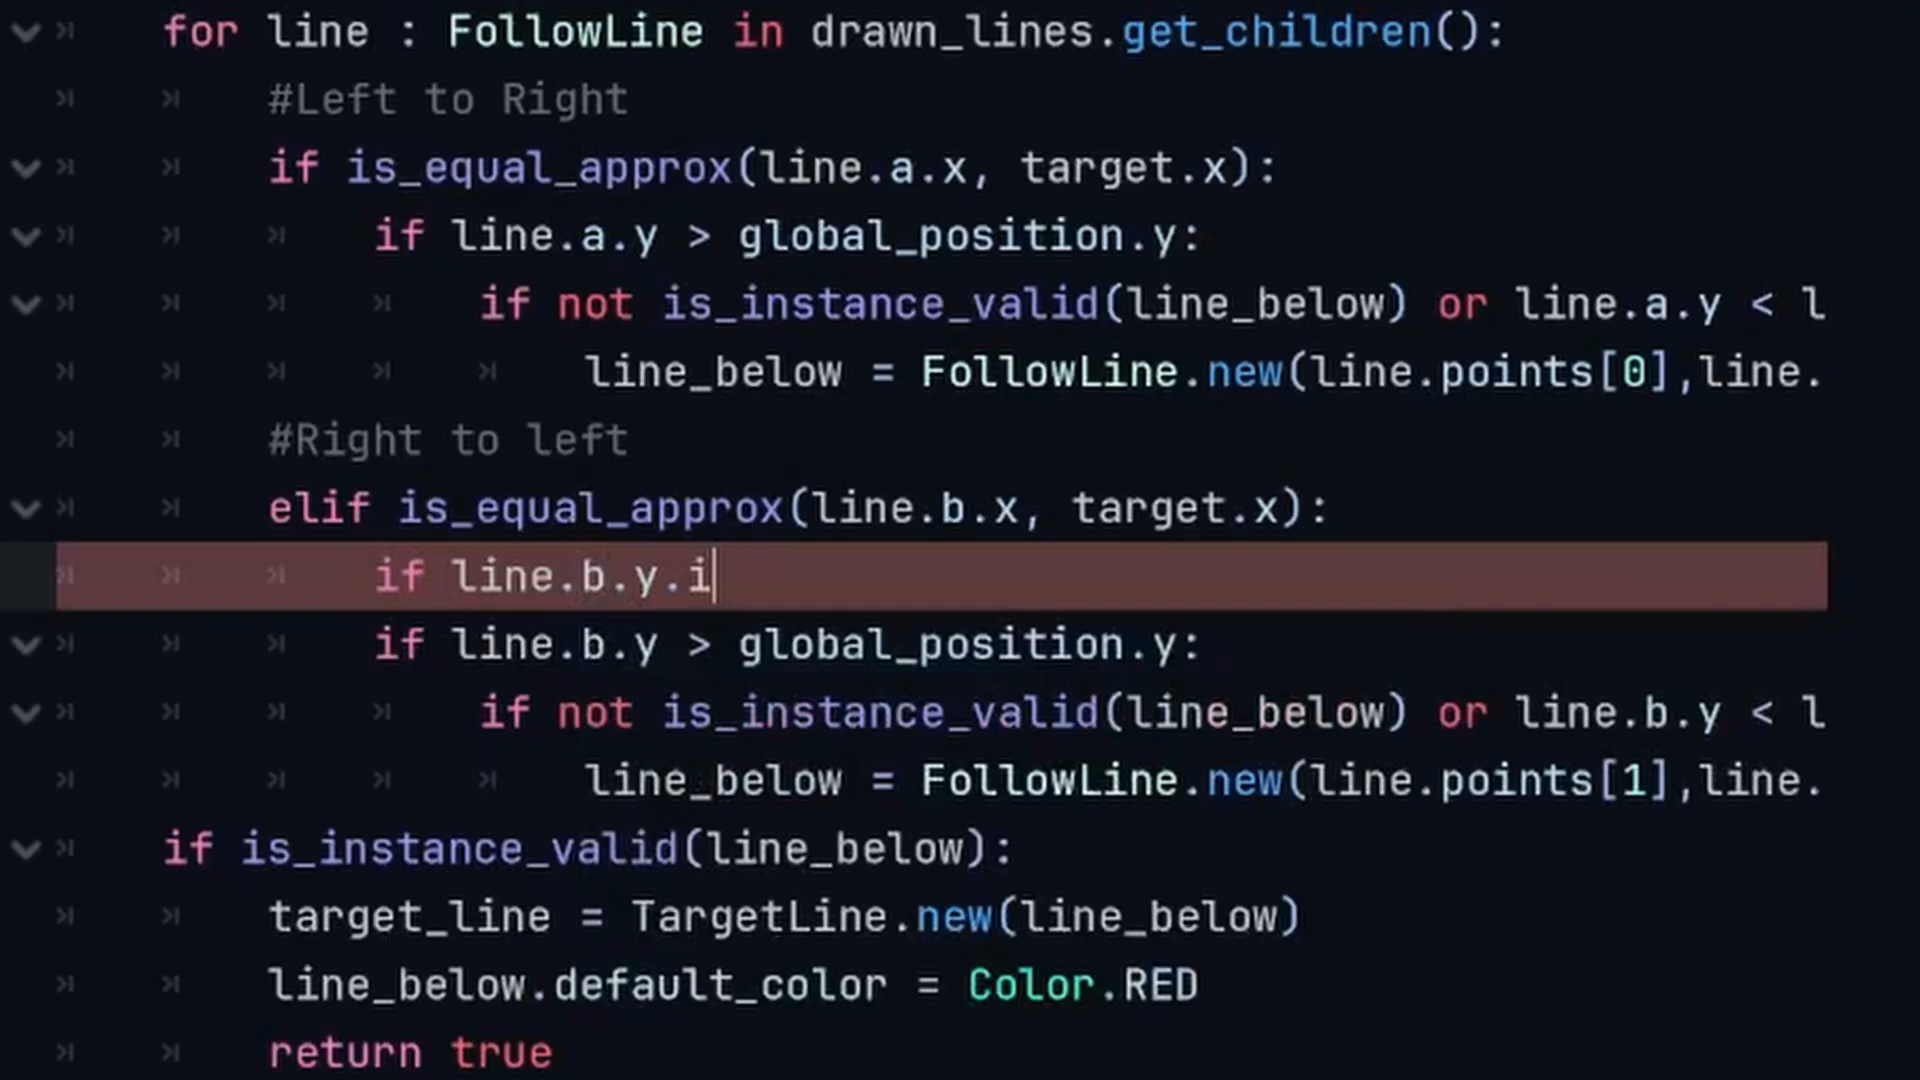 for line : FollowLine in drawn_lines.get_children():
#Left to Right
if is_equal_approx(line.a.x, target.x):
if line.a.y > global_position.y:
if not is_instance_valid(line_below) or line.a.y < l
line_below = FollowLine.new(line.points[0],line.
#Right to left
elif is_equal_approx(line.b.x, target.x):
if line.b.y.i
if line.b.y > global_position.y:
if not is_instance_valid(line_below) or line.b.y < l
line_below = FollowLine.new(line.points[1],line.
if is_instance_valid(line_below):
target_line = TargetLine.new(line_below)
line_below.default_color = Color.RED
return true